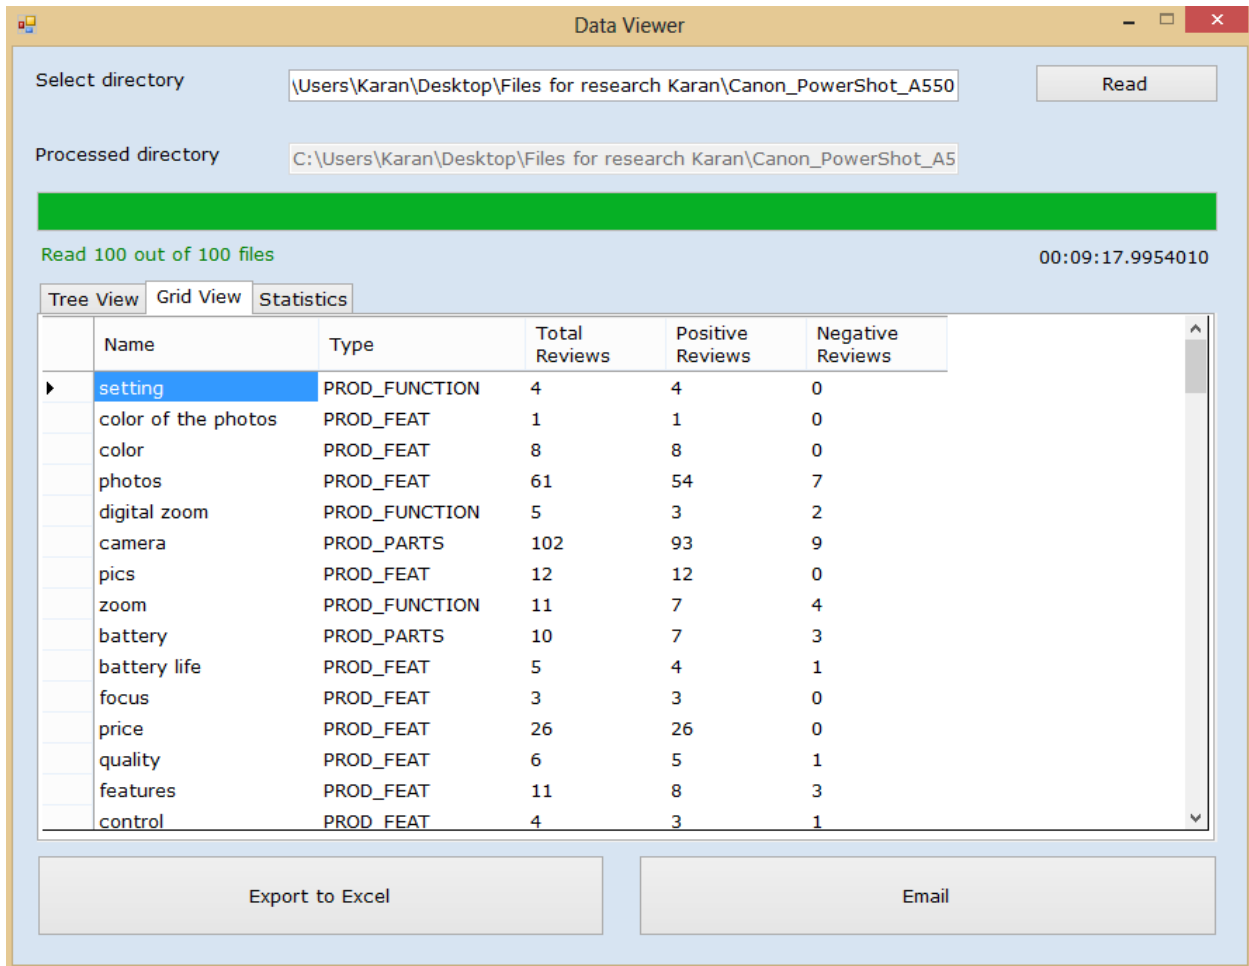 Data Viewer
Select directory \Users\Karan\Desktop\Files for research Karan\Canon_PowerShot_A550 Read
Processed directory C:\Users\Karan\Desktop\Files for research Karan\Canon_PowerShot_A5
Read 100 out of 100 files 00:09:17.9954010
Tree View Grid View Statistics
Name Type Total Reviews Positive Reviews Negative Reviews
setting PROD_FUNCTION 4 4 0
color of the photos PROD_FEAT 1 1 0
color PROD_FEAT 8 8 0
photos PROD_FEAT 61 54 7
digital zoom PROD_FUNCTION 5 3 2
camera PROD_PARTS 102 93 9
pics PROD_FEAT 12 12 0
zoom PROD_FUNCTION 11 7 4
battery PROD_PARTS 10 7 3
battery life PROD_FEAT 5 4 1
focus PROD_FEAT 3 3 0
price PROD_FEAT 26 26 0
quality PROD_FEAT 6 5 1
features PROD_FEAT 11 8 3
control PROD_FEAT 4 3 1
Export to Excel Email